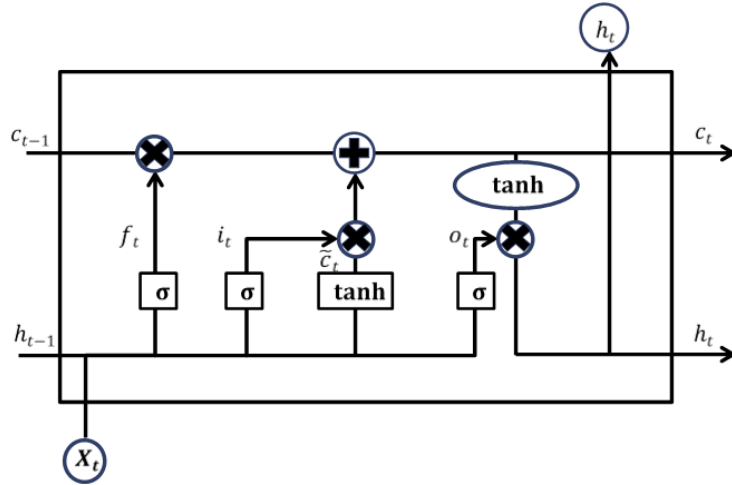 h_t
c_{t-1}
c_t
tanh
f_t
i_t
o_t
c̃_t
σ
σ
tanh
σ
h_{t-1}
h_t
X_t